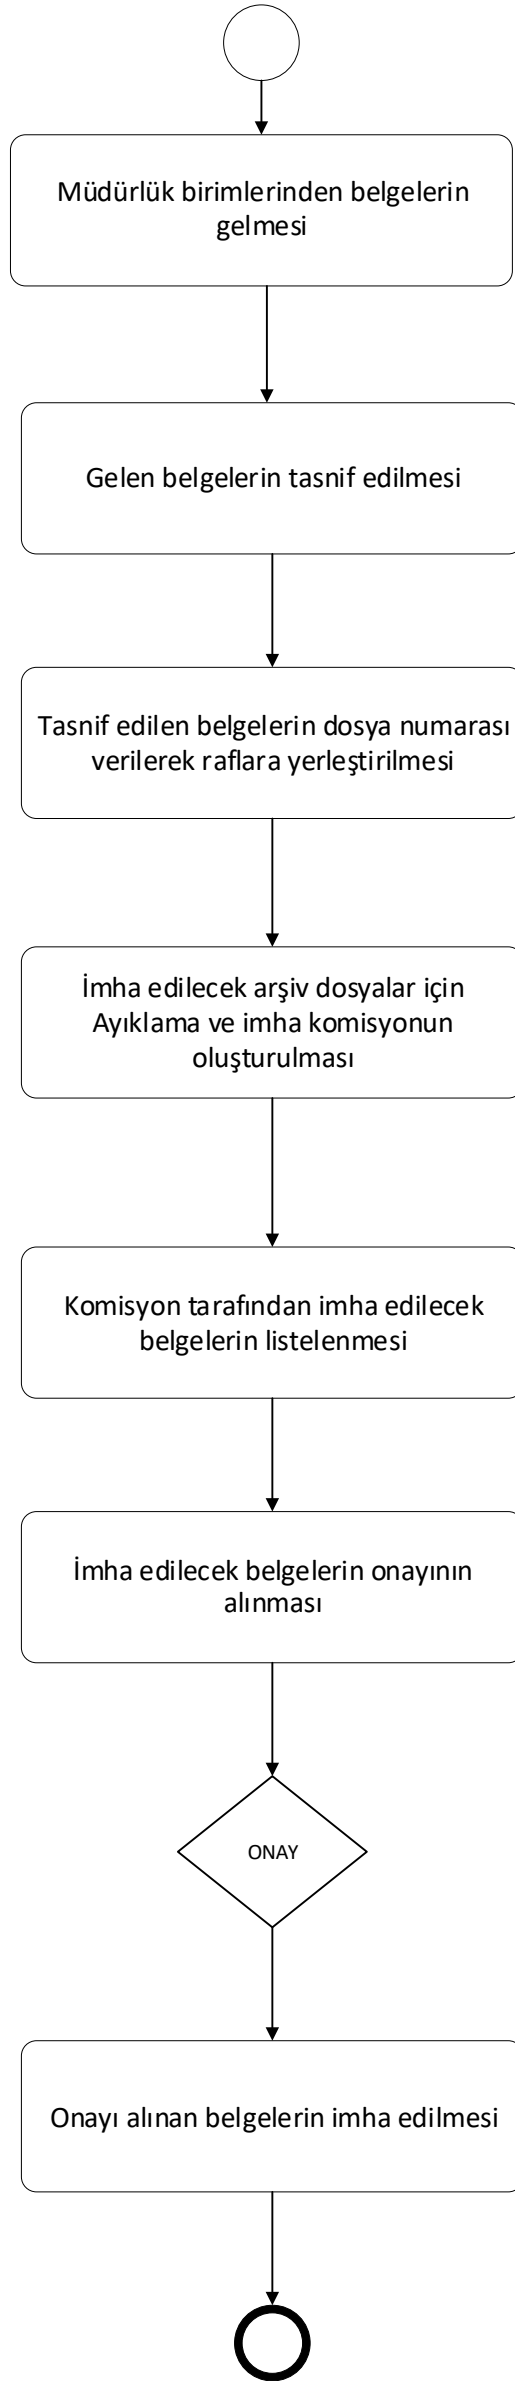 Müdürlük birimlerinden belgelerin
gelmesi
Gelen belgelerin tasnif edilmesi
Tasnif edilen belgelerin dosya numarası
verilerek raflara yerleştirilmesi
İmha edilecek arşiv dosyalar için
Ayıklama ve imha komisyonun
oluşturulması
Komisyon tarafından imha edilecek
belgelerin listelenmesi
İmha edilecek belgelerin onayının
alınması
ONAY
Onayı alınan belgelerin imha edilmesi